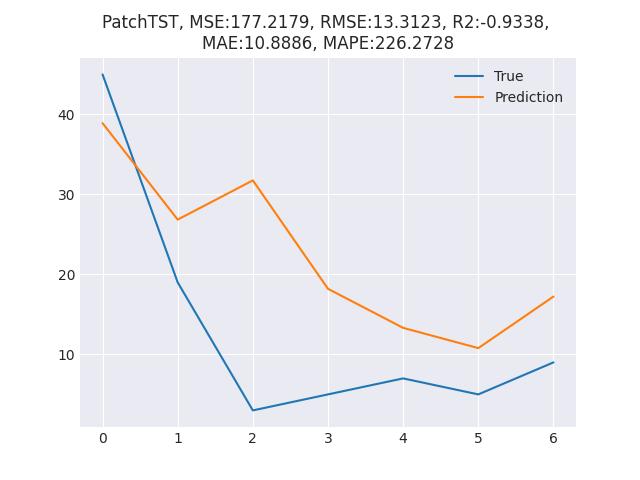 PatchTST, MSE:177.2179, RMSE:13.3123, R2:-0.9338,
MAE:10.8886, MAPE:226.2728
True
Prediction
40
30
20
10
0 1 2 3 4 5 6